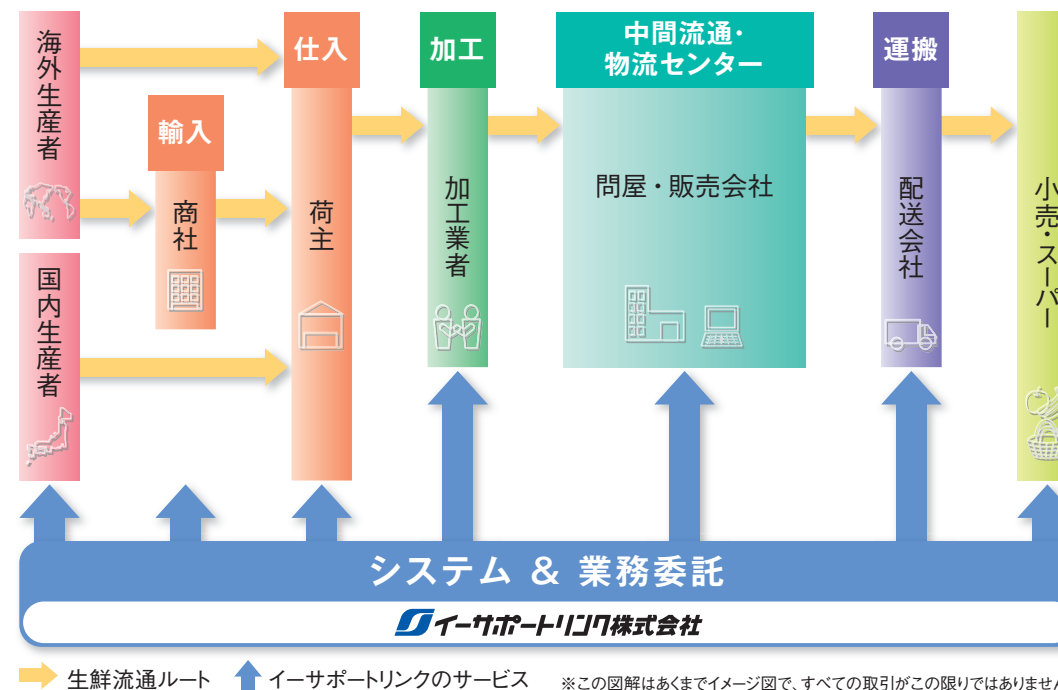 海外生産者
仕入
加工
中間流通・
物流センター
運搬
輸入
商社
荷主
加工業者
問屋・販売会社
配送会社
小売・スーパー
国内生産者
システム & 業務委託
イーサポートリンク株式会社
生鮮流通ルート
イーサポートリンクのサービス
※この図解はあくまでイメージ図で、すべての取引がこの限りではありません